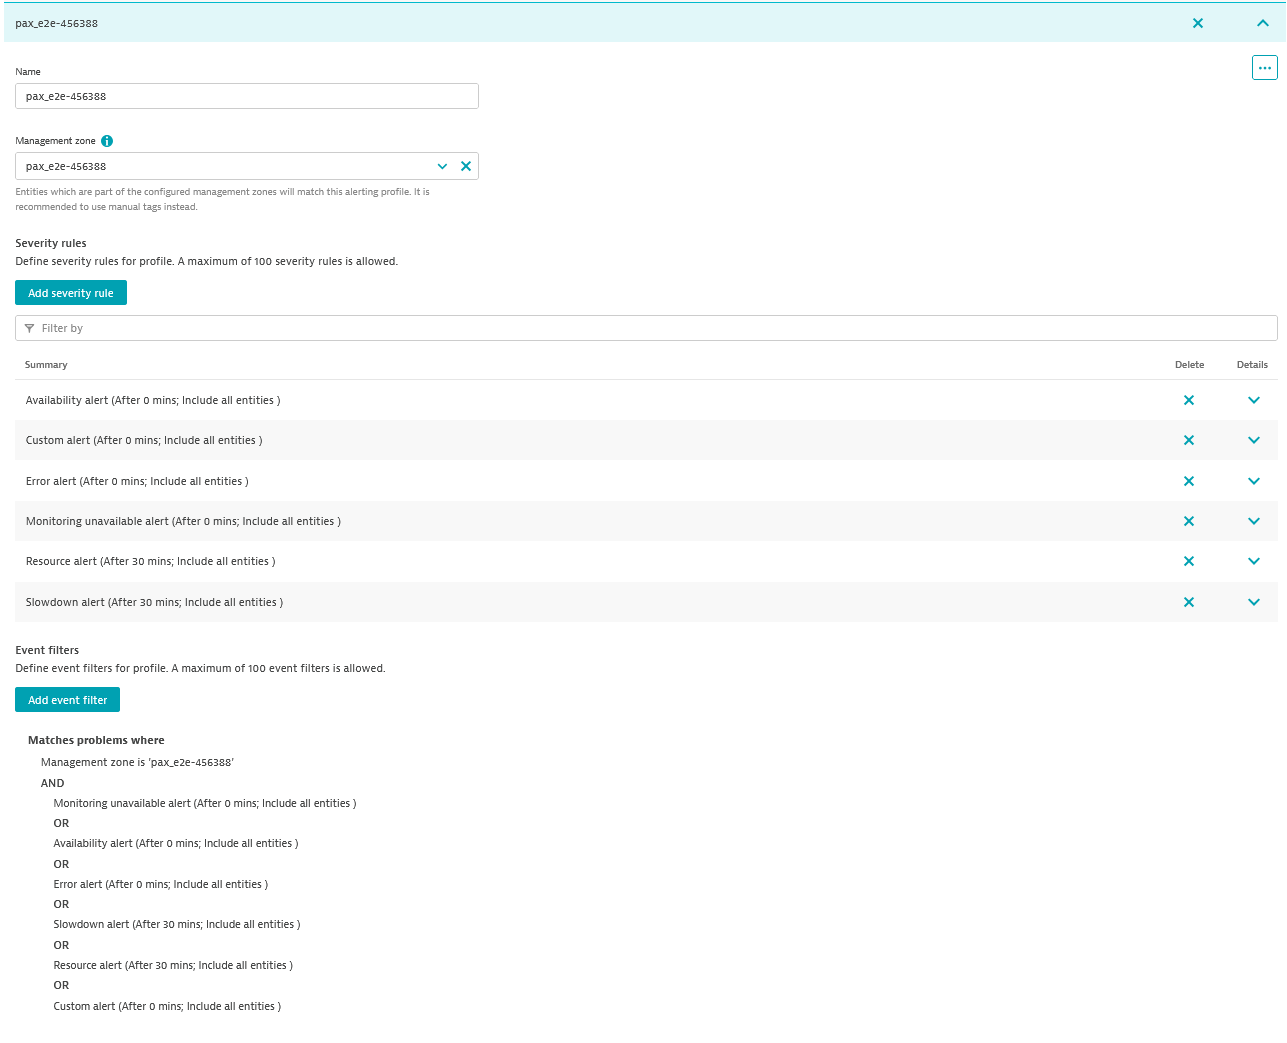 pax_e2e-456388
Name
pax_e2e-456388
Management zone
pax_e2e-456388
Entities which are part of the configured management zones will match this alerting profile. It is
recommended to use manual tags instead.
Severity rules
Define severity rules for profile. A maximum of 100 severity rules is allowed.
Add severity rule
Filter by
Summary Delete Details
Availability alert (After 0 mins; Include all entities )
Custom alert (After 0 mins; Include all entities )
Error alert (After 0 mins; Include all entities )
Monitoring unavailable alert (After 0 mins; Include all entities )
Resource alert (After 30 mins; Include all entities )
Slowdown alert (After 30 mins; Include all entities )
Event filters
Define event filters for profile. A maximum of 100 event filters is allowed.
Add event filter
Matches problems where
Management zone is 'pax_e2e-456388'
AND
Monitoring unavailable alert (After 0 mins; Include all entities )
OR
Availability alert (After 0 mins; Include all entities )
OR
Error alert (After 0 mins; Include all entities )
OR
Slowdown alert (After 30 mins; Include all entities )
OR
Resource alert (After 30 mins; Include all entities )
OR
Custom alert (After 0 mins; Include all entities )